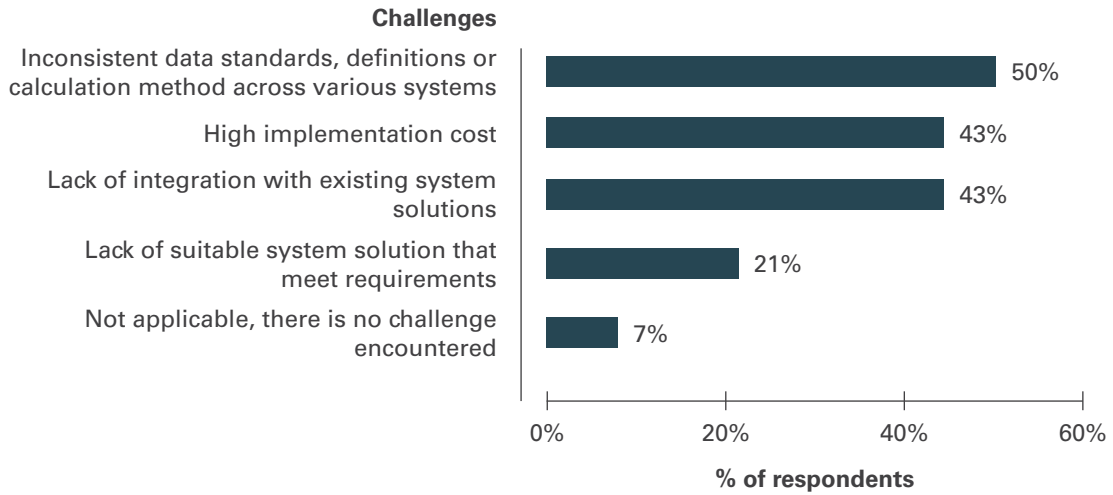 Challenges
Inconsistent data standards, definitions or
calculation method across various systems
50%
High implementation cost
43%
Lack of integration with existing system
solutions
43%
Lack of suitable system solution that
meet requirements
21%
Not applicable, there is no challenge
encountered
7%
0%
20%
40%
60%
% of respondents